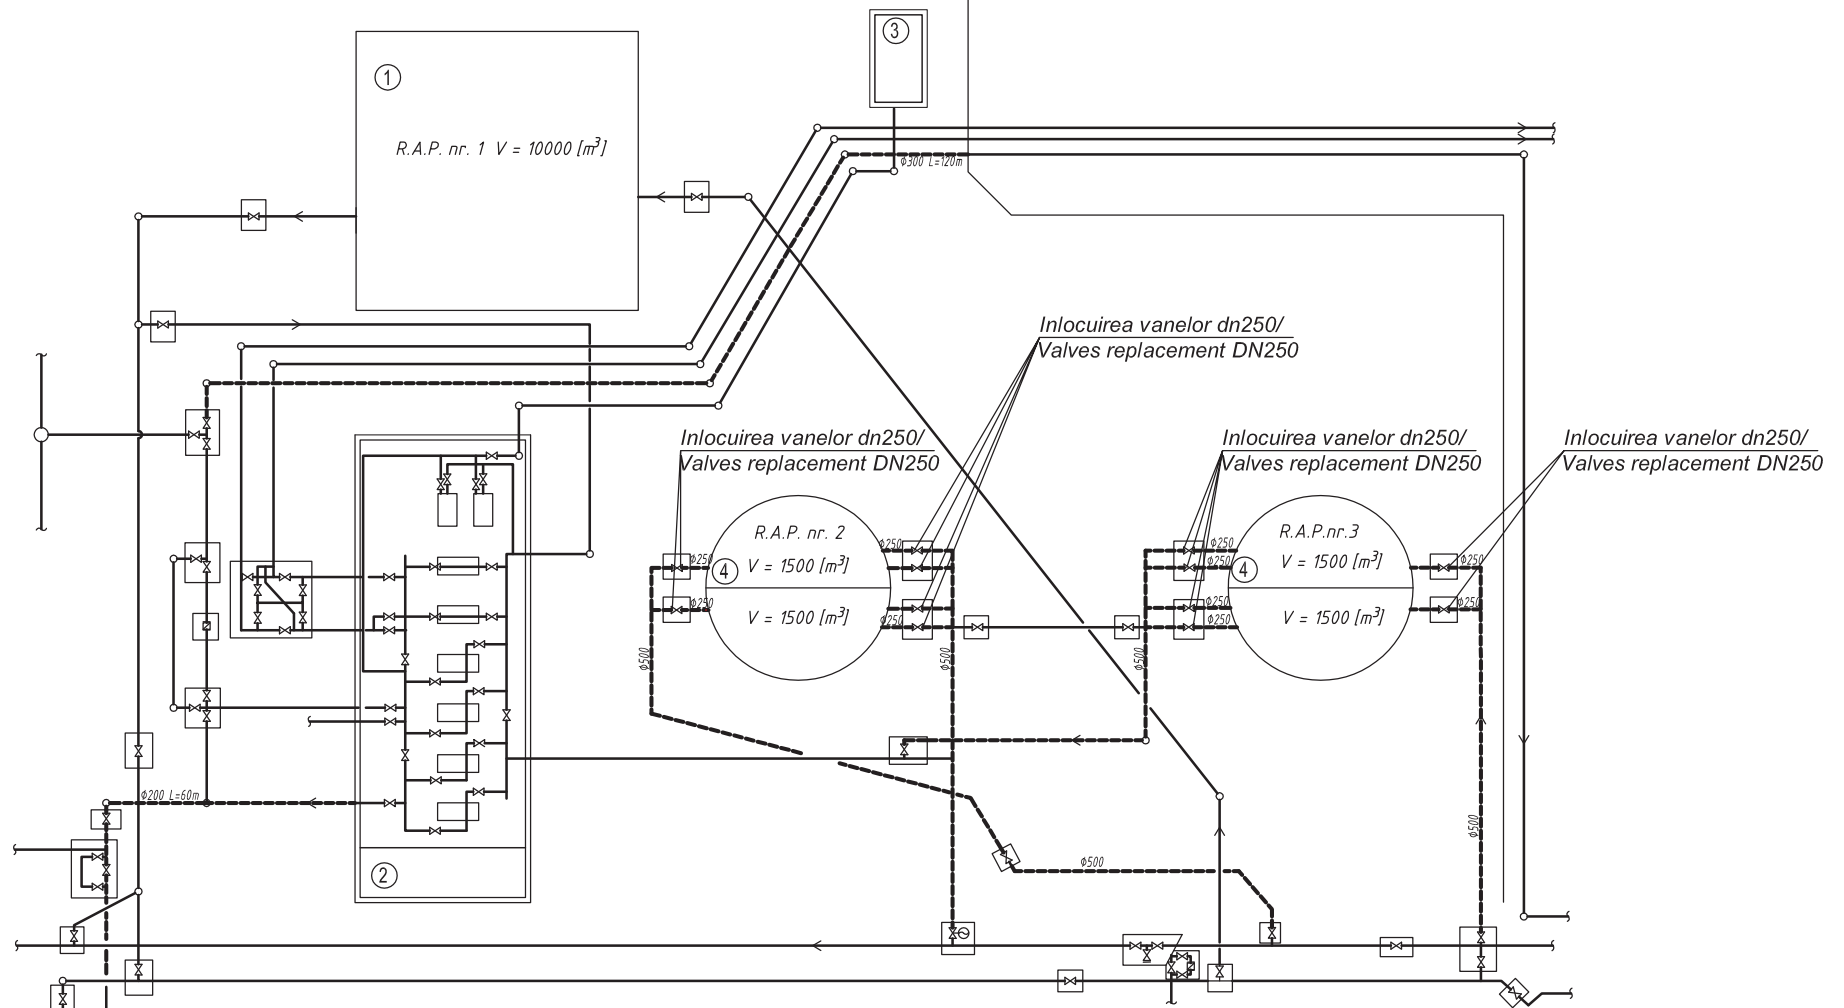 3
1
R.A.P. nr. 1 V = 10000 [m³]
ϕ300 L=120m
Inlocuirea vanelor dn250/
Valves replacement DN250
Inlocuirea vanelor dn250/
Valves replacement DN250
Inlocuirea vanelor dn250/
Valves replacement DN250
Inlocuirea vanelor dn250/
Valves replacement DN250
R.A.P. nr. 2
V = 1500 [m³]
4
V = 1500 [m³]
ϕ250
ϕ250
ϕ250
ϕ250
R.A.P.nr.3
V = 1500 [m³]
4
V = 1500 [m³]
ϕ250
ϕ250
ϕ250
ϕ250
ϕ250
ϕ250
ϕ500
ϕ500
ϕ500
ϕ200 L=60m
ϕ500
ϕ500
2